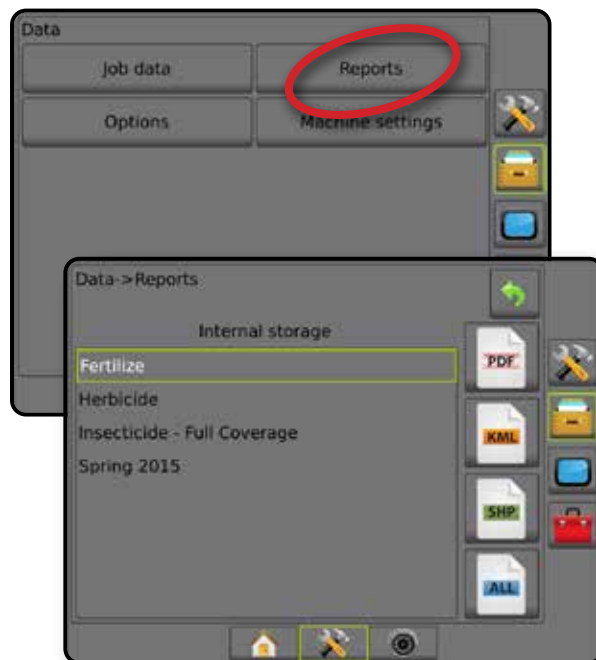 Data
Job data
Reports
Options
Machine settings
Data->Reports
Internal storage
Fertilize
Herbicide
Insecticide - Full Coverage
Spring 2015
PDF
KML
SHP
ALL